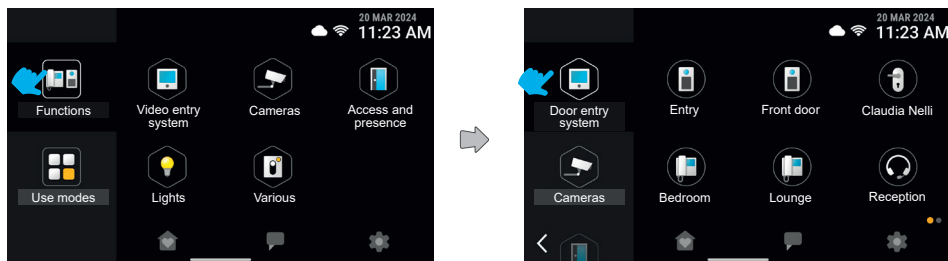 20 MAR 2024
11:23 AM
Functions
Video entry
system
Cameras
Access and
presence
Use modes
Lights
Various
20 MAR 2024
11:23 AM
Door entry
system
Entry
Front door
Claudia Nelli
Cameras
Bedroom
Lounge
Reception